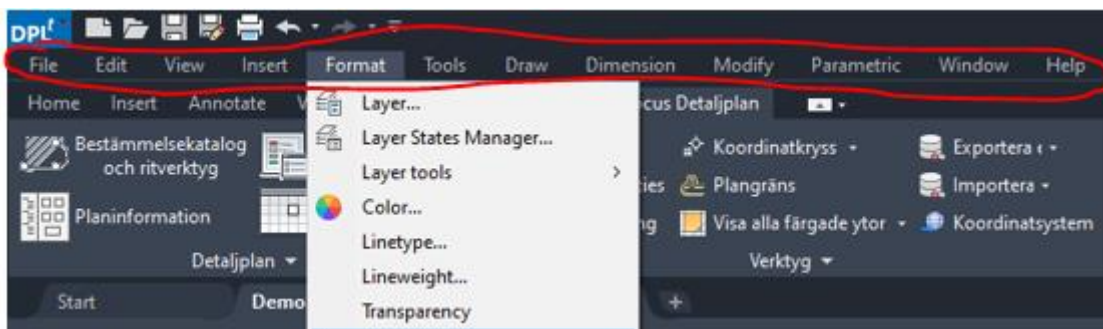 DPLt
File Edit View Insert Format Tools Draw Dimension Modify Parametric Window Help
Home Insert Annotate Detaljplan
Layer...
Layer States Manager...
Layer tools
Color...
Linetype...
Lineweight...
Transparency
Bestämmelsekatalog
och ritverktyg
Planinformation
Detaljplan
Koordinatkryss
Exportera
Plangräns
Importera
Visa alla färgade ytor
Koordinatsystem
Verktyg
Start Demo